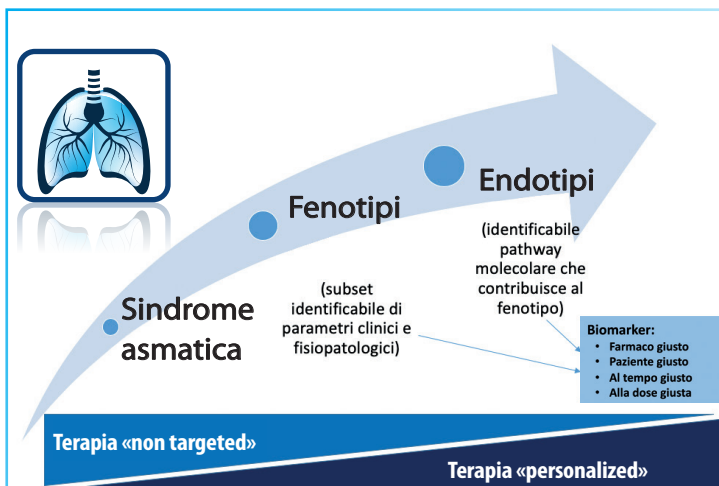 Endotipi
Fenotipi
(identificabile
pathway
molecolare che
contribuisce al
fenotipo)
(subset
identificabile di
parametri clinici e
fisiopatologici)
Sindrome
asmatica
Biomarker:
• Farmaco giusto
• Paziente giusto
• Al tempo giusto
• Alla dose giusta
Terapia «non targeted»
Terapia «personalized»